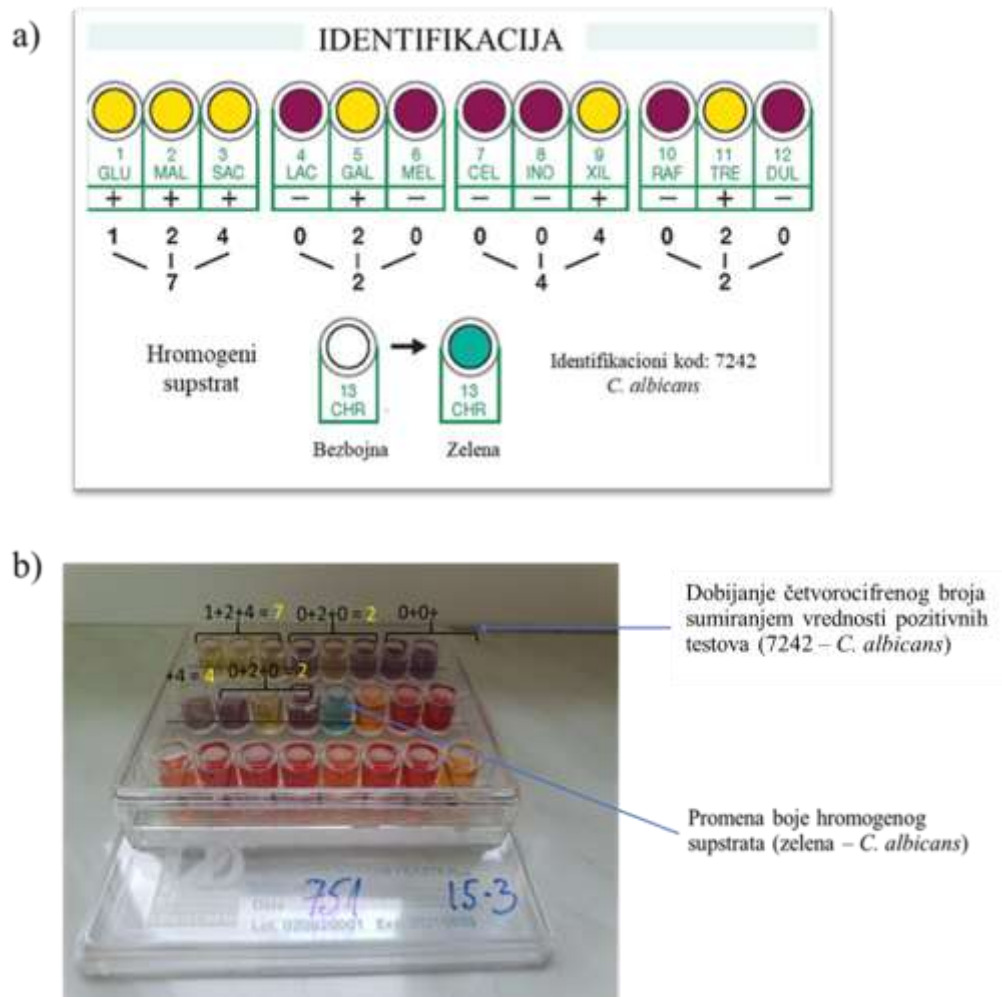 a)
IDENTIFIKACIJA
1 2 3 4 5 6 7 8 9 10 11 12
GLU MAL SAC LAC GAL MEL CEL INO XIL RAF TRE DUL
+ + + − + − − − + − + −
1 2 4 0 2 0 0 0 4 0 2 0
7 2 4 2
Hromogeni
supstrat
13
CHR
Bezbojna
13
CHR
Zelena
Identifikacioni kod: 7242
C. albicans
b)
1+2+4 = 7 0+2+0 = 2 0+0+
+4 = 4 0+2+0 = 2
Dobijanje četvorocifrenog broja
sumiranjem vrednosti pozitivnih
testova (7242 – C. albicans)
Promena boje hromogenog
supstrata (zelena – C. albicans)
751 15-3